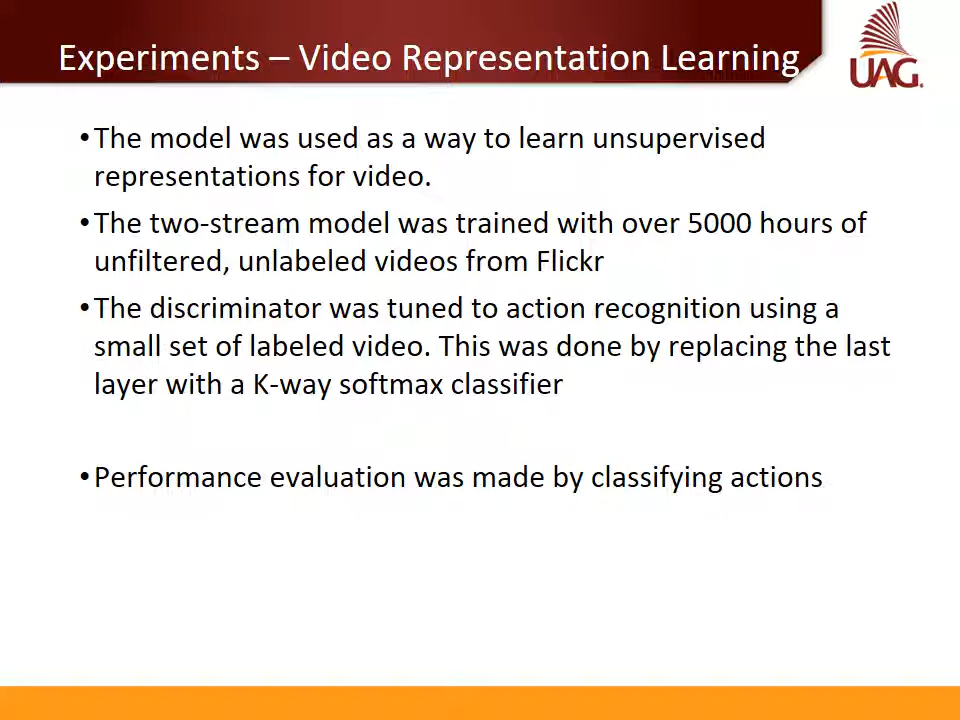 Experiments – Video Representation Learning
UAG
•The model was used as a way to learn unsupervised
representations for video.
•The two-stream model was trained with over 5000 hours of
unfiltered, unlabeled videos from Flickr
•The discriminator was tuned to action recognition using a
small set of labeled video. This was done by replacing the last
layer with a K-way softmax classifier
•Performance evaluation was made by classifying actions